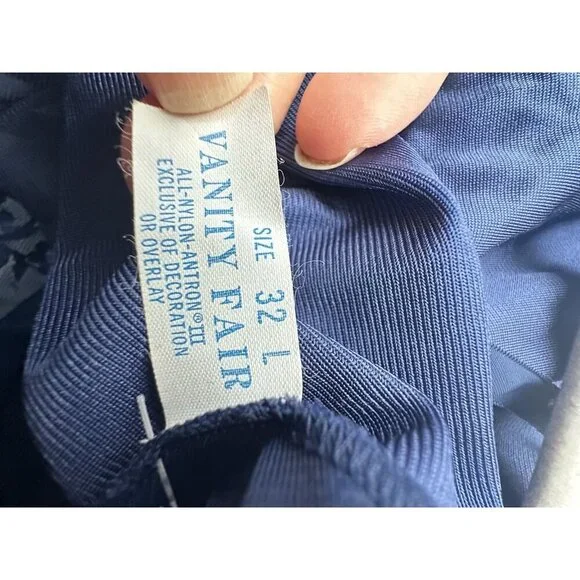 SIZE 32 L
VANITY FAIR
ALL-NYLON-ANTRON®III
EXCLUSIVE OF DECORATION
OR OVERLAY